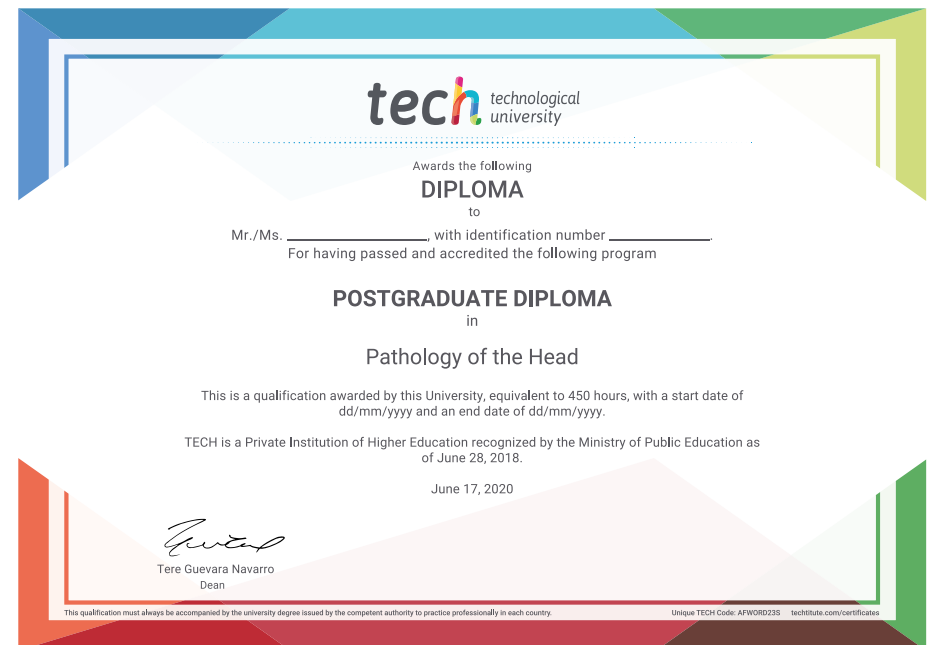 tech technological
university
Awards the following
DIPLOMA
to
Mr./Ms. ____________________, with identification number ______________.
For having passed and accredited the following program
POSTGRADUATE DIPLOMA
in
Pathology of the Head
This is a qualification awarded by this University, equivalent to 450 hours, with a start date of
dd/mm/yyyy and an end date of dd/mm/yyyy.
TECH is a Private Institution of Higher Education recognized by the Ministry of Public Education as
of June 28, 2018.
June 17, 2020
Tere Guevara Navarro
Dean
This qualification must always be accompanied by the university degree issued by the competent authority to practice professionally in each country. Unique TECH Code: AFWORD23S techtitute.com/certificates